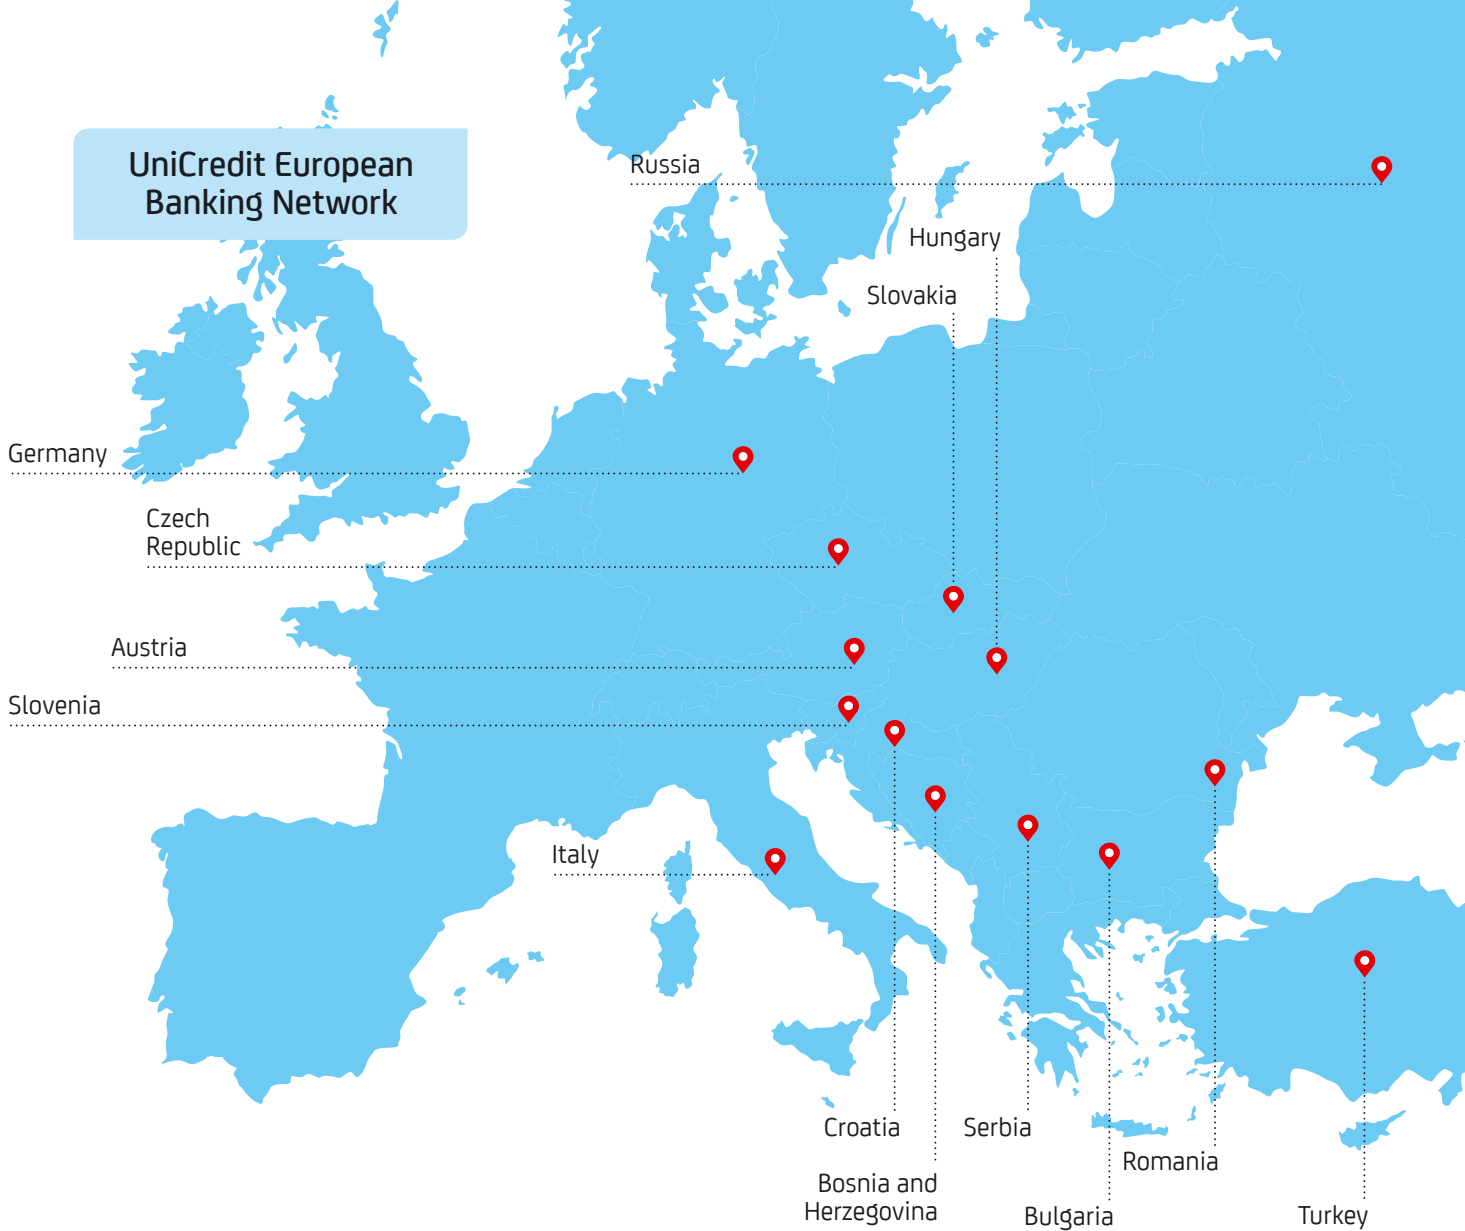 UniCredit European
Banking Network
Russia
Hungary
Slovakia
Germany
Czech
Republic
Austria
Slovenia
Italy
Croatia
Serbia
Romania
Bosnia and
Herzegovina
Bulgaria
Turkey